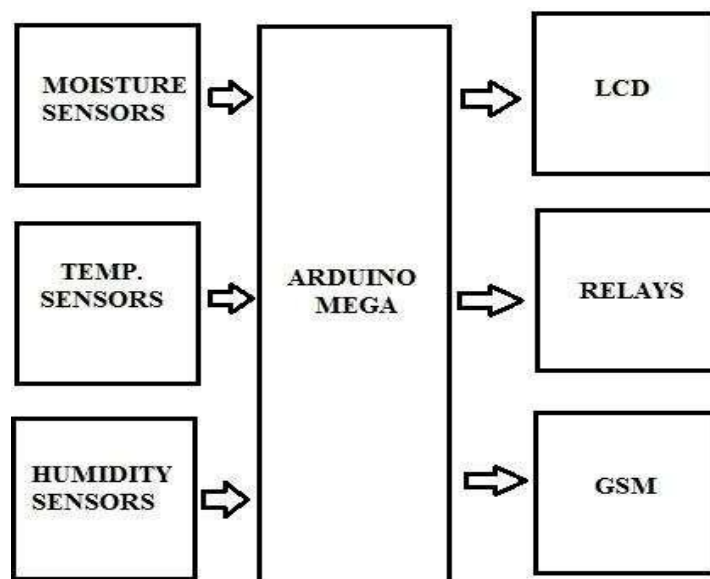 MOISTURE
SENSORS
LCD
TEMP.
SENSORS
ARDUINO
MEGA
RELAYS
HUMIDITY
SENSORS
GSM